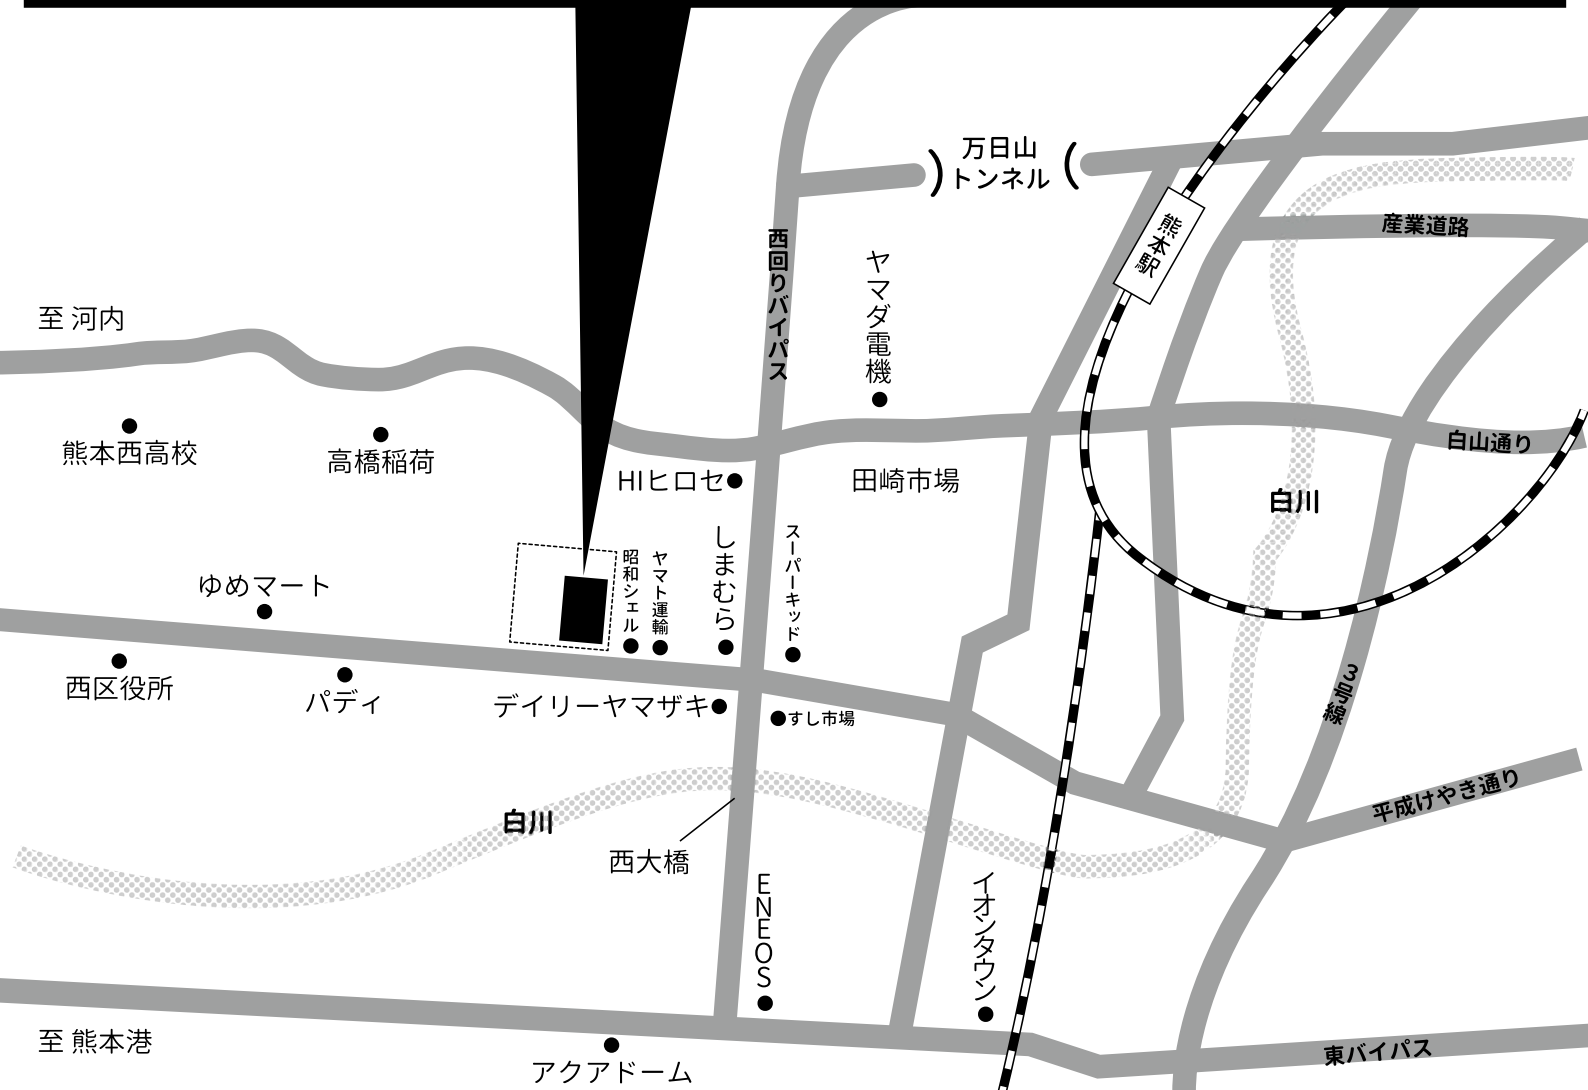 万日山
トンネル
産業道路
熊本駅
西回りバイパス
ヤマダ電機
至 河内
白山通り
熊本西高校
高橋稲荷
HIヒロセ
田崎市場
白川
しまむら
スーパーキッド
昭和シェル
ヤマト運輸
ゆめマート
西区役所
パディ
デイリーヤマザキ
すし市場
3号線
平成けやき通り
白川
西大橋
ENEOS
イオンタウン
至 熊本港
アクアドーム
東バイパス